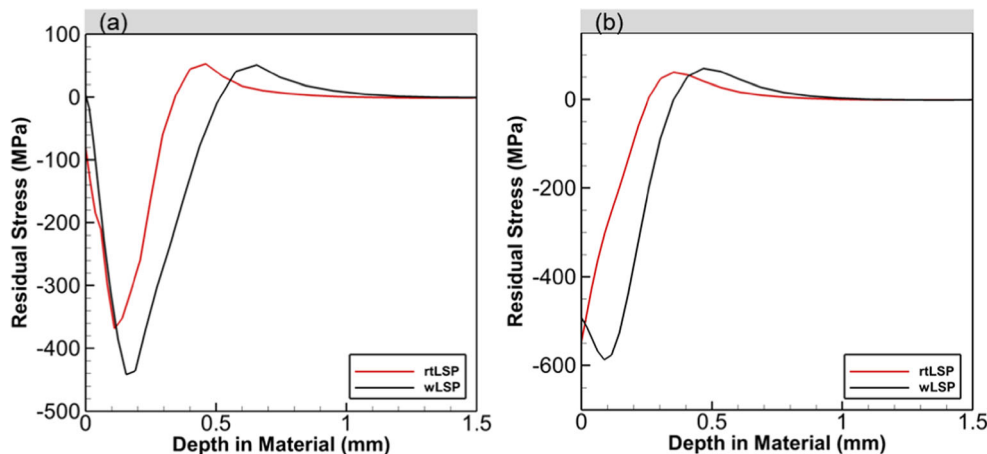 (a)
Residual Stress (MPa)
100
0
-100
-200
-300
-400
-500
0
0.5
1
1.5
Depth in Material (mm)
rtLSP
wLSP
(b)
Residual Stress (MPa)
0
-200
-400
-600
0
0.5
1
1.5
Depth in Material (mm)
rtLSP
wLSP